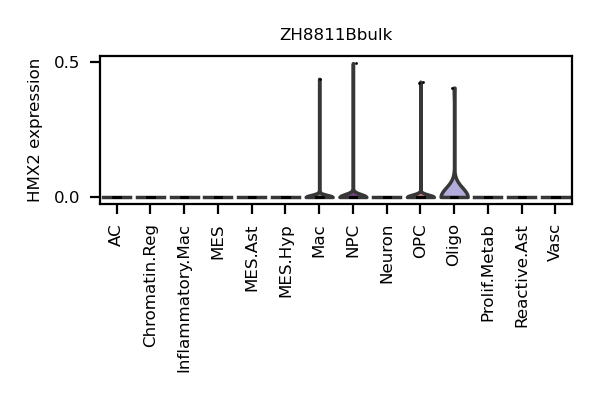 ZH8811Bbulk
HMX2 expression
0.5
0.0
AC
Chromatin.Reg
Inflammatory.Mac
MES
MES.Ast
MES.Hyp
Mac
NPC
Neuron
OPC
Oligo
Prolif.Metab
Reactive.Ast
Vasc